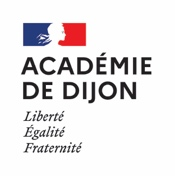 ACADÉMIE
DE DIJON
Liberté
Égalité
Fraternité